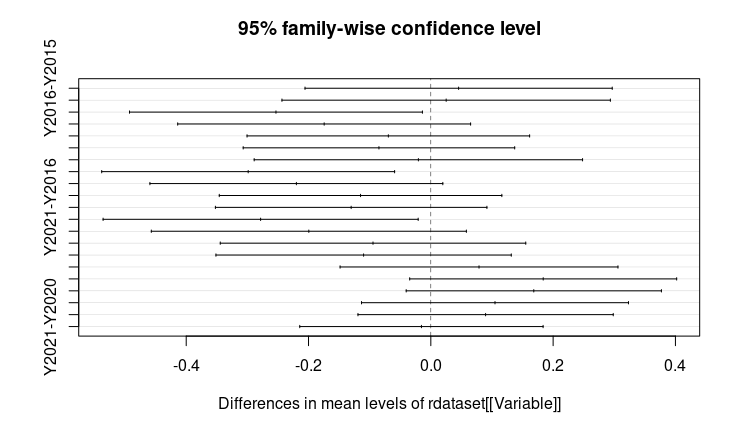 95% family-wise confidence level
Y2016-Y2015
Y2021-Y2016
Y2021-Y2020
-0.4 -0.2 0.0 0.2 0.4
Differences in mean levels of rdataset[[Variable]]